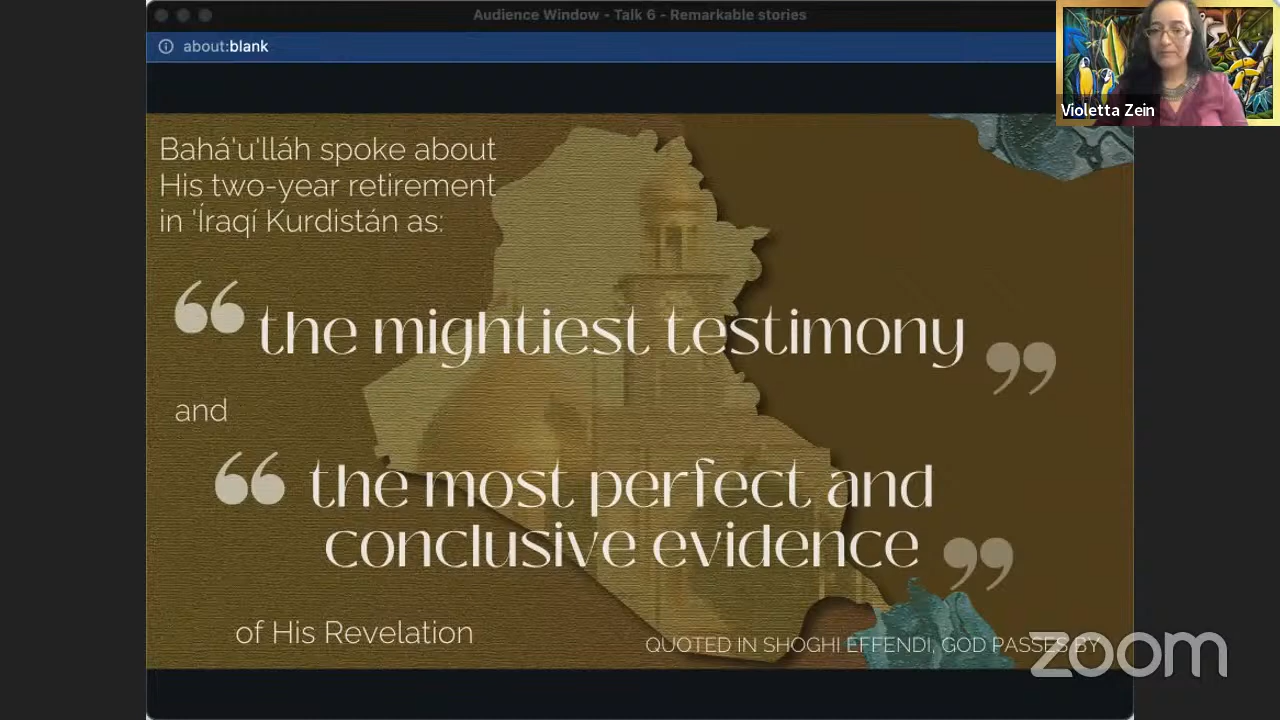 Audience Window - Talk 6 - Remarkable stories
about:blank
Violetta Zein
Bahá'u'lláh spoke about
His two-year retirement
in 'Íraqí Kurdistán as:
“the mightiest testimony”
and
“the most perfect and
conclusive evidence”
of His Revelation
QUOTED IN SHOGHI EFFENDI, GOD PASSES BY
zoom